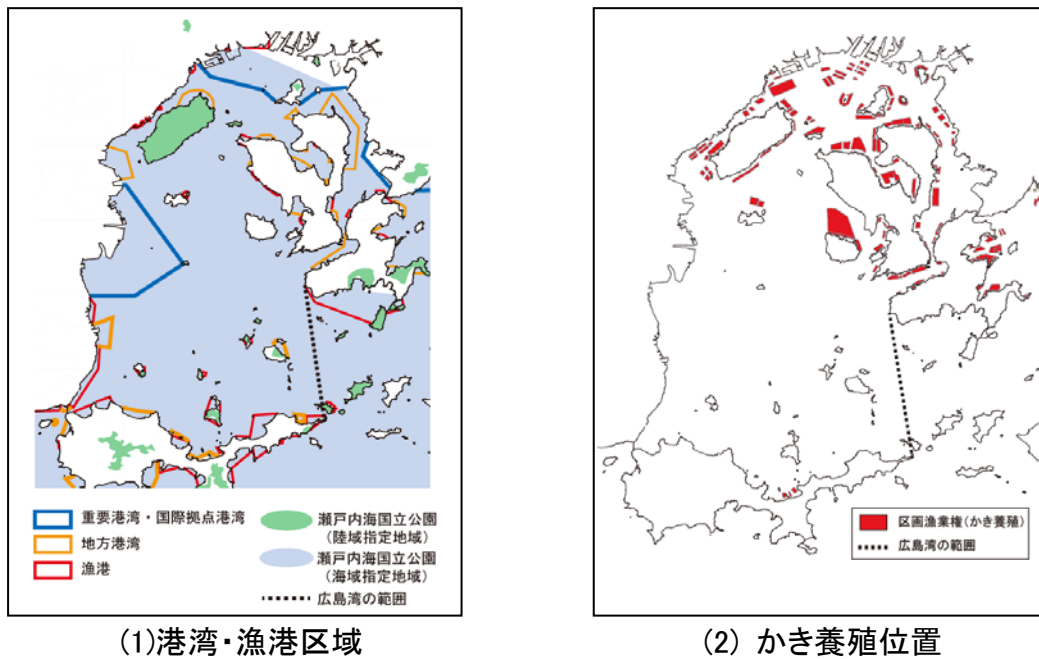 重要港湾・国際拠点港湾
地方港湾
漁港
瀬戸内海国立公園
(陸域指定地域)
瀬戸内海国立公園
(海域指定地域)
広島湾の範囲
(1)港湾・漁港区域
区画漁業権(かき養殖)
広島湾の範囲
(2) かき養殖位置